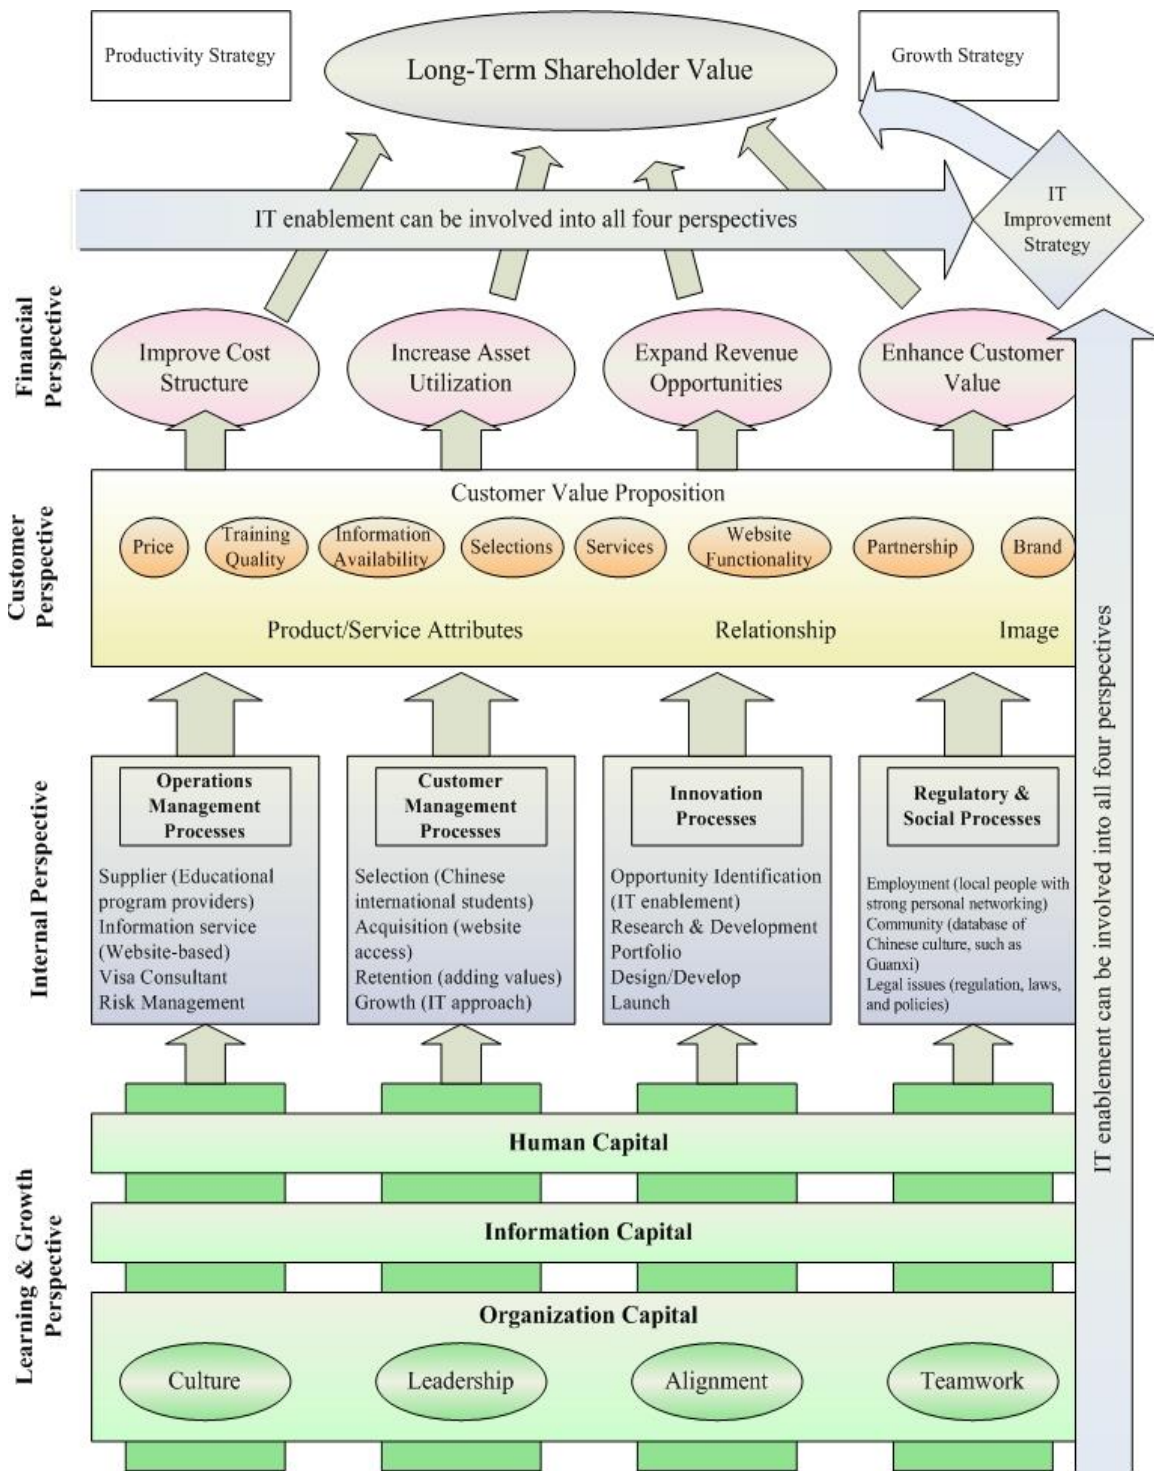 Productivity Strategy
Long-Term Shareholder Value
Growth Strategy
IT enablement can be involved into all four perspectives
IT
Improvement
Strategy
Financial
Perspective
Improve Cost
Structure
Increase Asset
Utilization
Expand Revenue
Opportunities
Enhance Customer
Value
Customer
Perspective
Customer Value Proposition
Price
Training
Quality
Information
Availability
Selections
Services
Website
Functionality
Partnership
Brand
Product/Service Attributes
Relationship
Image
Internal Perspective
Operations
Management
Processes
Supplier (Educational
program providers)
Information service
(Website-based)
Visa Consultant
Risk Management
Customer
Management
Processes
Selection (Chinese
international students)
Acquisition (website
access)
Retention (adding values)
Growth (IT approach)
Innovation
Processes
Opportunity Identification
(IT enablement)
Research & Development
Portfolio
Design/Develop
Launch
Regulatory &
Social Processes
Employment (local people with
strong personal networking)
Community (database of
Chinese culture, such as
Guanxi)
Legal issues (regulation, laws,
and policies)
IT enablement can be involved into all four perspectives
Learning & Growth
Perspective
Human Capital
Information Capital
Organization Capital
Culture
Leadership
Alignment
Teamwork